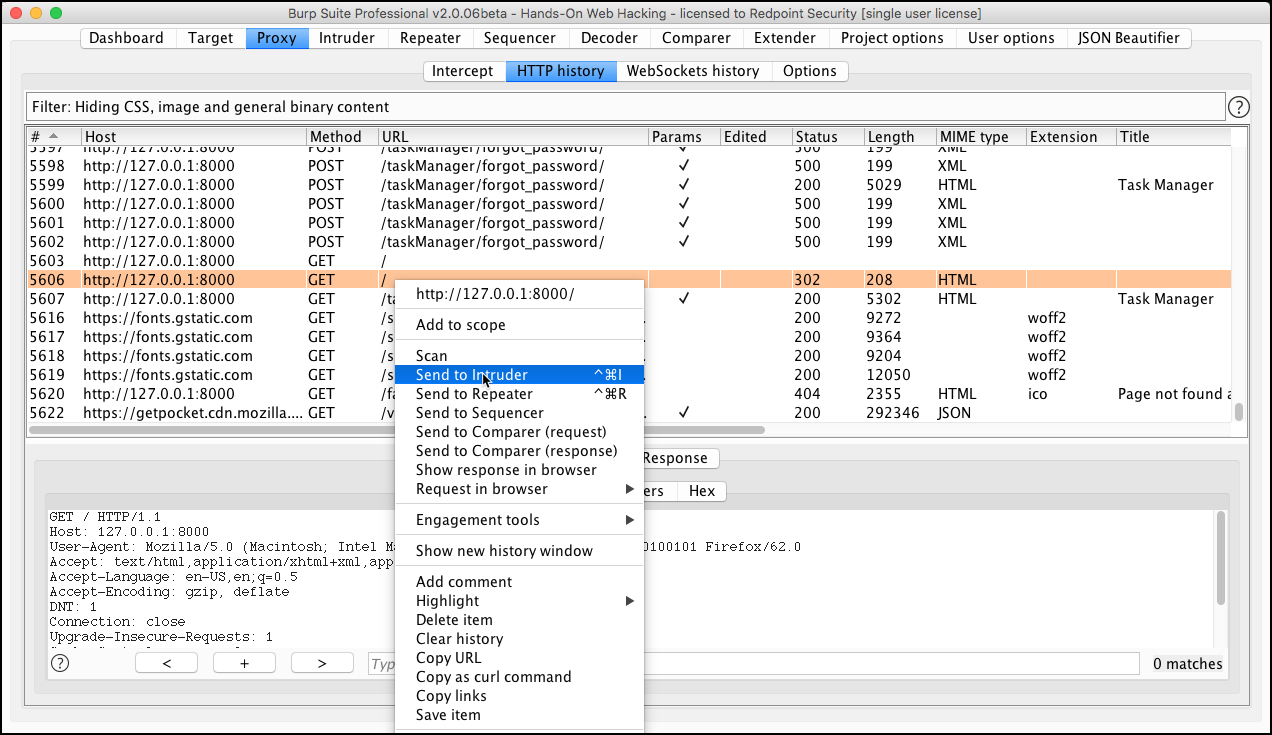 Burp Suite Professional v2.0.06beta - Hands-On Web Hacking - licensed to Redpoint Security [single user license]
Dashboard Target Proxy Intruder Repeater Sequencer Decoder Comparer Extender Project options User options JSON Beautifier
Intercept HTTP history WebSockets history Options
Filter: Hiding CSS, image and general binary content ?
# Host Method URL Params Edited Status Length MIME type Extension Title
5597 http://127.0.0.1:8000 POST /taskManager/forgot_password/ ✓ 500 199 XML
5598 http://127.0.0.1:8000 POST /taskManager/forgot_password/ ✓ 500 199 XML
5599 http://127.0.0.1:8000 POST /taskManager/forgot_password/ ✓ 200 5029 HTML Task Manager
5600 http://127.0.0.1:8000 POST /taskManager/forgot_password/ ✓ 500 199 XML
5601 http://127.0.0.1:8000 POST /taskManager/forgot_password/ ✓ 500 199 XML
5602 http://127.0.0.1:8000 POST /taskManager/forgot_password/ ✓ 500 199 XML
5603 http://127.0.0.1:8000 GET /
5606 http://127.0.0.1:8000 GET / 302 208 HTML
5607 http://127.0.0.1:8000 GET /ta ✓ 200 5302 HTML Task Manager
5616 https://fonts.gstatic.com GET /s 200 9272 woff2
5617 https://fonts.gstatic.com GET /s 200 9364 woff2
5618 https://fonts.gstatic.com GET /s 200 9204 woff2
5619 https://fonts.gstatic.com GET /s 200 12050 woff2
5620 http://127.0.0.1:8000 GET /fa 404 2355 HTML ico Page not found a
5622 https://getpocket.cdn.mozilla.... GET /v ✓ 200 292346 JSON
http://127.0.0.1:8000/
Add to scope
Scan
Send to Intruder ^⌘I
Send to Repeater ^⌘R
Send to Sequencer
Send to Comparer (request)
Send to Comparer (response)
Show response in browser
Request in browser
Engagement tools
Show new history window
Add comment
Highlight
Delete item
Clear history
Copy URL
Copy as curl command
Copy links
Save item
Response
ers Hex
GET / HTTP/1.1
Host: 127.0.0.1:8000
User-Agent: Mozilla/5.0 (Macintosh; Intel Ma 0100101 Firefox/62.0
Accept: text/html,application/xhtml+xml,app
Accept-Language: en-US,en;q=0.5
Accept-Encoding: gzip, deflate
DNT: 1
Connection: close
Upgrade-Insecure-Requests: 1
? < + > Typ 0 matches